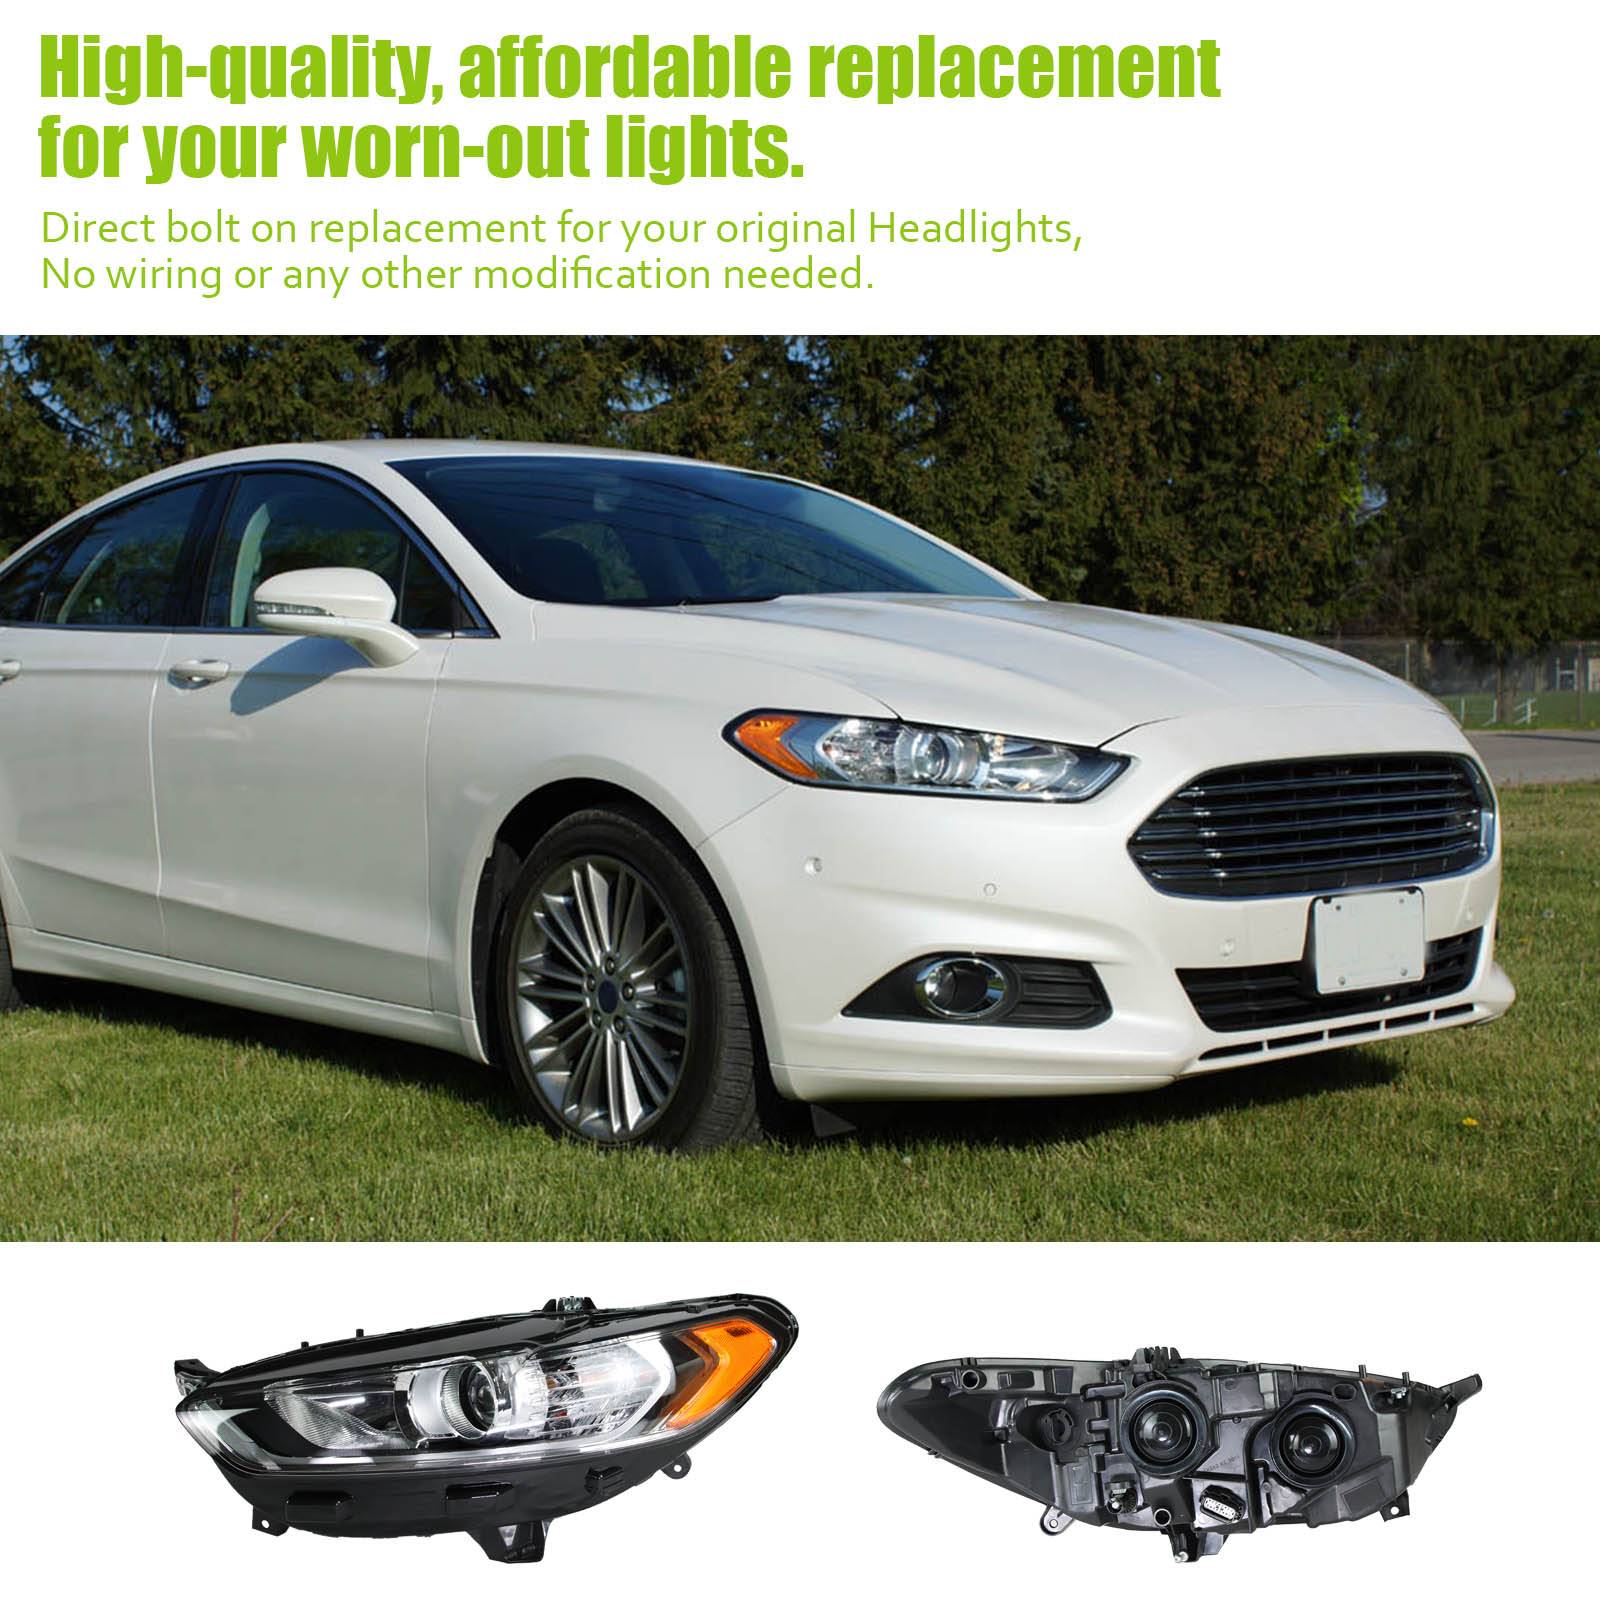 High-quality, affordable replacement
for your worn-out lights.
Direct bolt on replacement for your original Headlights,
No wiring or any other modification needed.